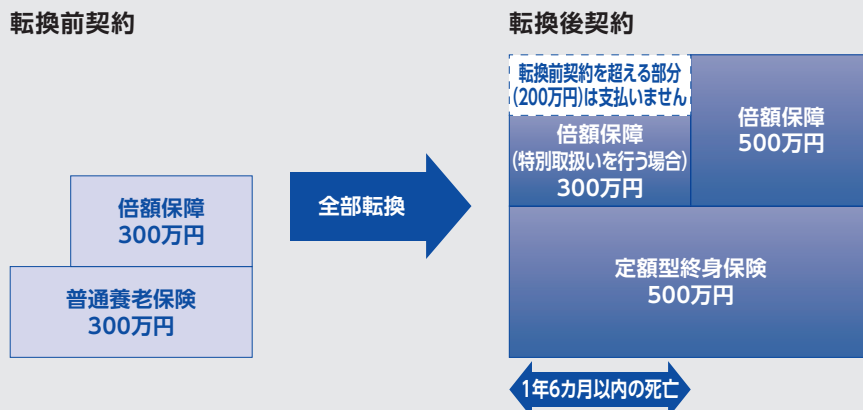 転換前契約
倍額保障
300万円
普通養老保険
300万円
全部転換
転換後契約
転換前契約を超える部分
(200万円)は支払いません
倍額保障
(特別取扱いを行う場合)
300万円
倍額保障
500万円
定額型終身保険
500万円
1年6カ月以内の死亡